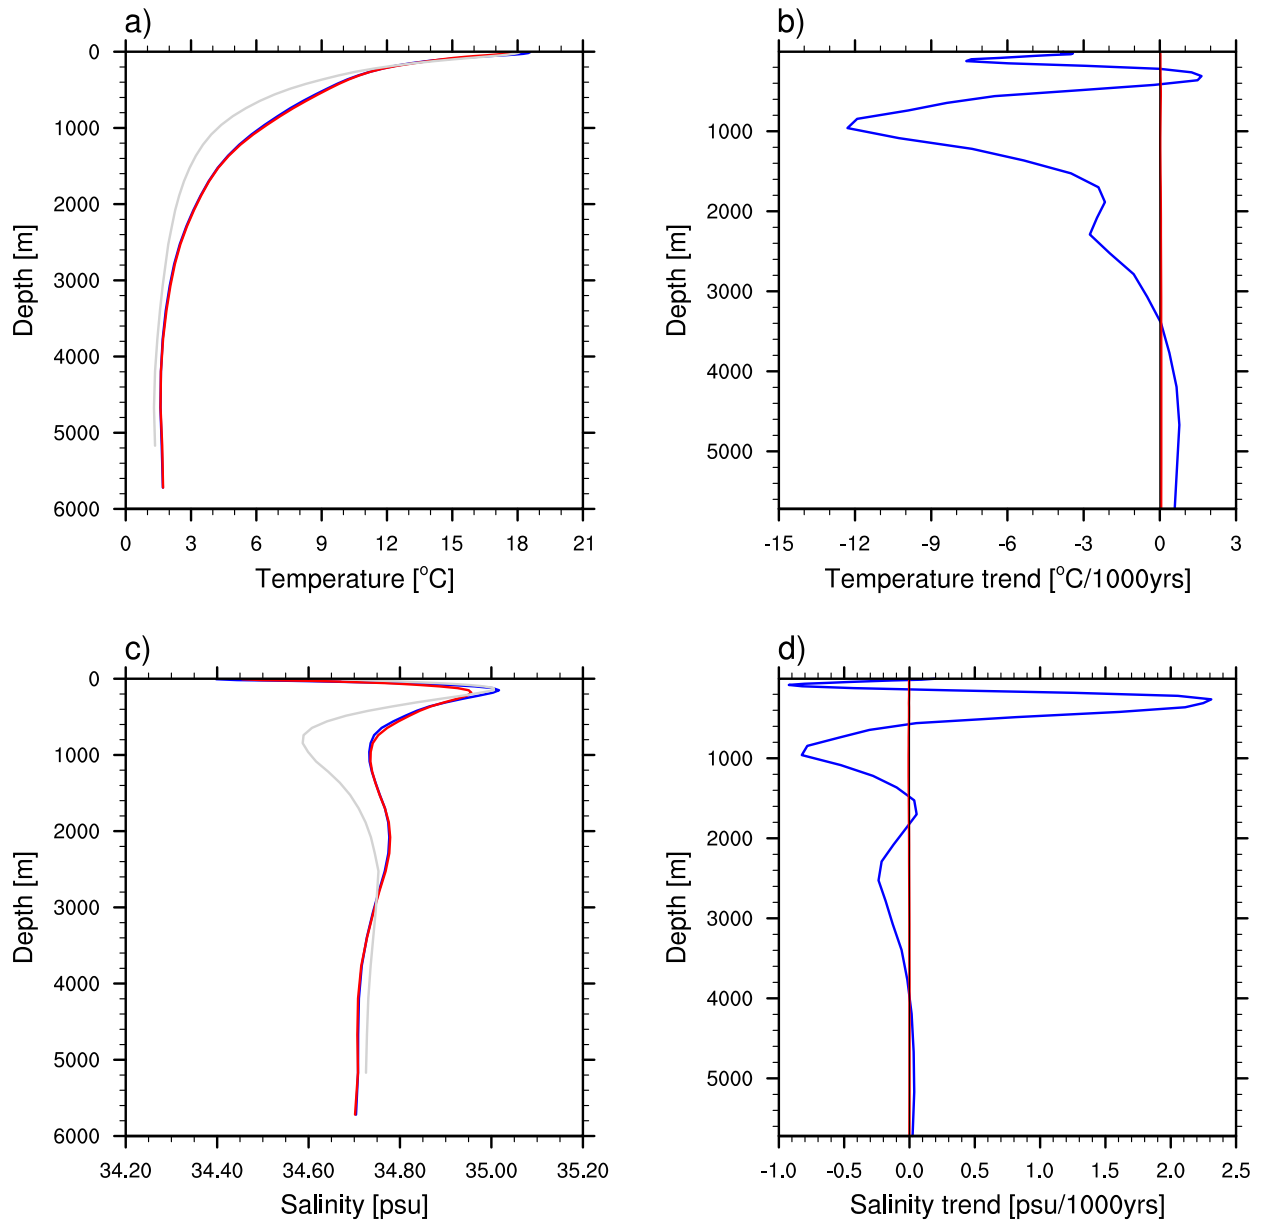 a)
0
1000
2000
3000
4000
5000
6000
Depth [m]
0 3 6 9 12 15 18 21
Temperature [°C]
b)
1000
2000
3000
4000
5000
Depth [m]
-15 -12 -9 -6 -3 0 3
Temperature trend [°C/1000yrs]
c)
0
1000
2000
3000
4000
5000
6000
Depth [m]
34.20 34.40 34.60 34.80 35.00 35.20
Salinity [psu]
d)
1000
2000
3000
4000
5000
Depth [m]
-1.0 -0.5 0.0 0.5 1.0 1.5 2.0 2.5
Salinity trend [psu/1000yrs]